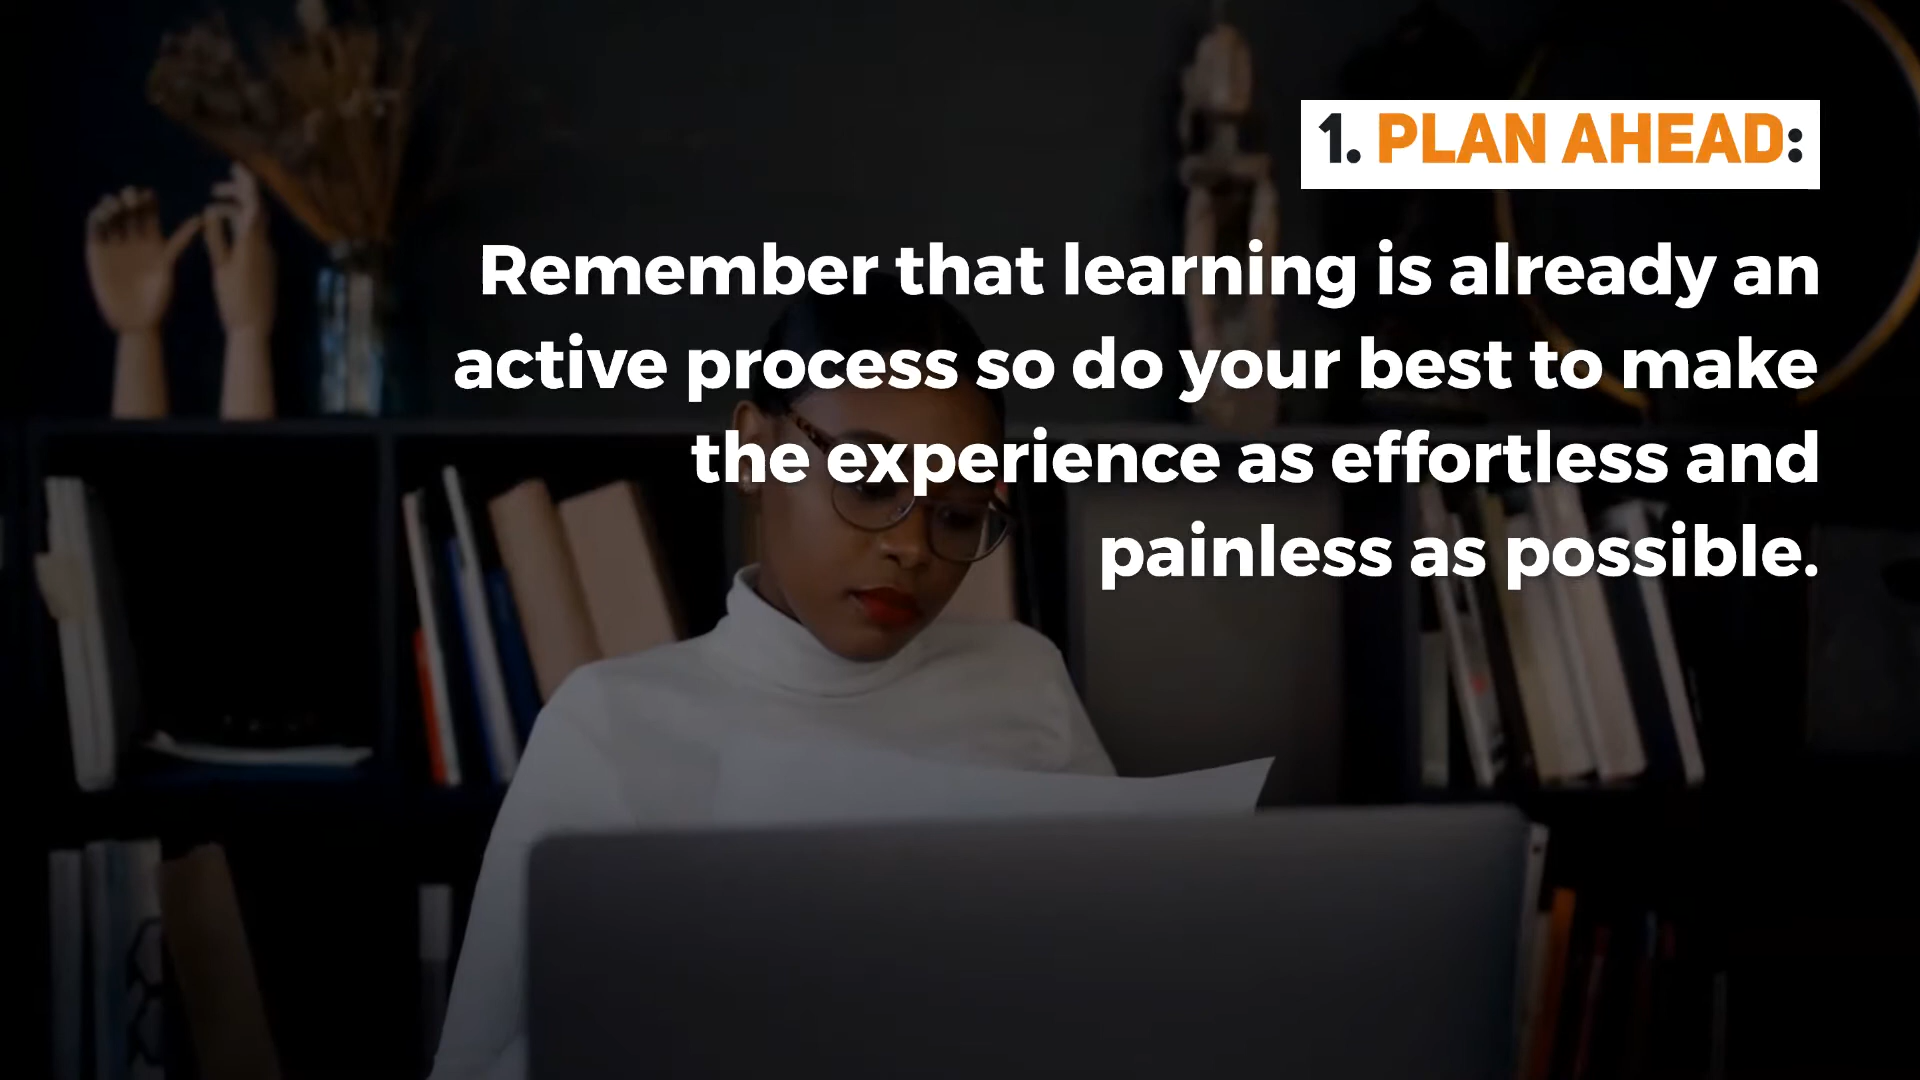 1. PLAN AHEAD:
Remember that learning is already an
active process so do your best to make
the experience as effortless and
painless as possible.